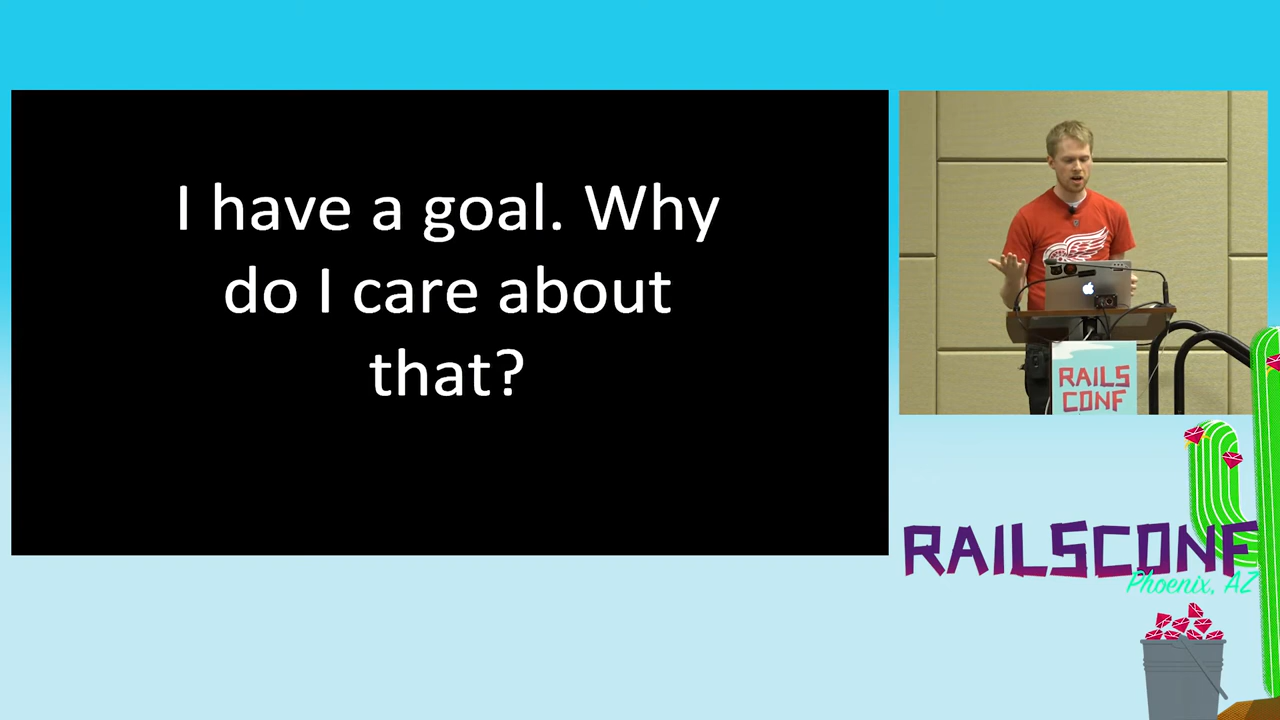 I have a goal. Why
do I care about
that?
RAILS
CONF
RAILSCONF
Phoenix, AZ